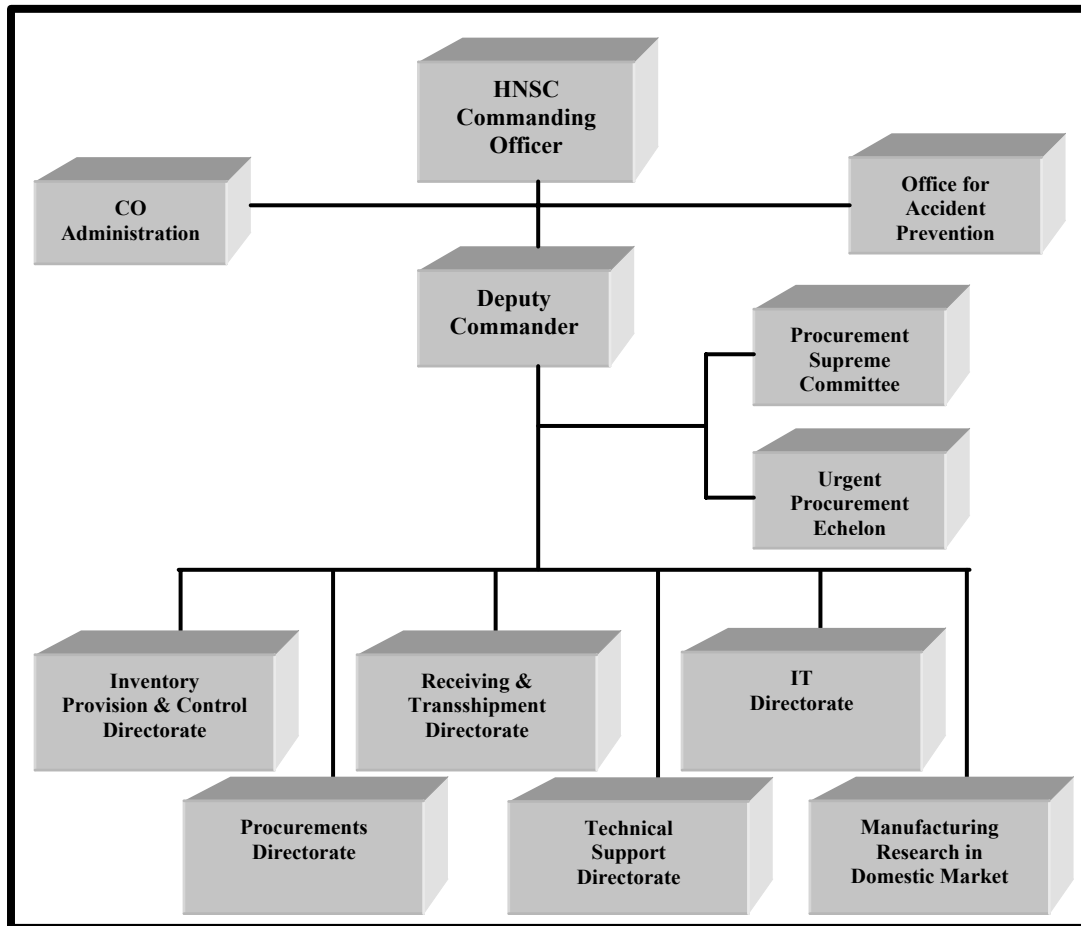 HNSC
Commanding
Officer
CO
Administration
Office for
Accident
Prevention
Deputy
Commander
Procurement
Supreme
Committee
Urgent
Procurement
Echelon
Inventory
Provision & Control
Directorate
Receiving &
Transshipment
Directorate
IT
Directorate
Procurements
Directorate
Technical
Support
Directorate
Manufacturing
Research in
Domestic Market